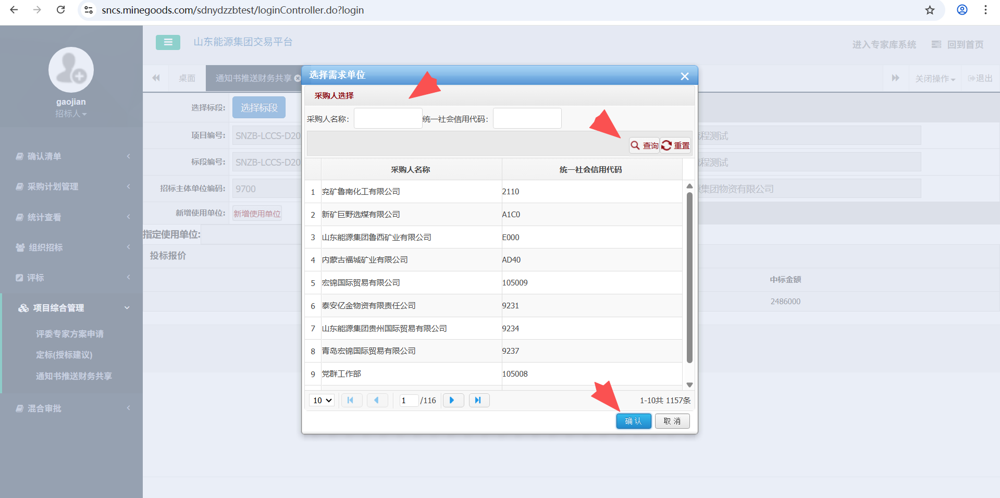 sncs.minegoods.com/sdnydzzbtest/loginController.do?login
山东能源集团交易平台
进入专家库系统
回到首页
gaojian
招标人
桌面
通知书推送财务共享
关闭操作
退出
确认清单
采购计划管理
统计查看
组织招标
评标
项目综合管理
评委专家方案申请
定标(授标建议)
通知书推送财务共享
混合审批
选择标段:
选择标段
项目编号:
SNZB-LCCS-D20
程测试
标段编号:
SNZB-LCCS-D20
程测试
招标主体单位编码:
9700
集团物资有限公司
新增使用单位:
新增使用单位
指定使用单位:
投标报价
中标金额
2486000
选择需求单位
采购人选择
采购人名称:
统一社会信用代码:
查询
重置
采购人名称 统一社会信用代码
1 兖矿鲁南化工有限公司 2110
2 新矿巨野选煤有限公司 A1C0
3 山东能源集团鲁西矿业有限公司 E000
4 内蒙古福城矿业有限公司 AD40
5 宏锦国际贸易有限公司 105009
6 泰安亿金物资有限责任公司 9231
7 山东能源集团贵州国际贸易有限公司 9234
8 青岛宏锦国际贸易有限公司 9237
9 党群工作部 105008
10
1 /116
1-10共 1157条
确 认
取 消